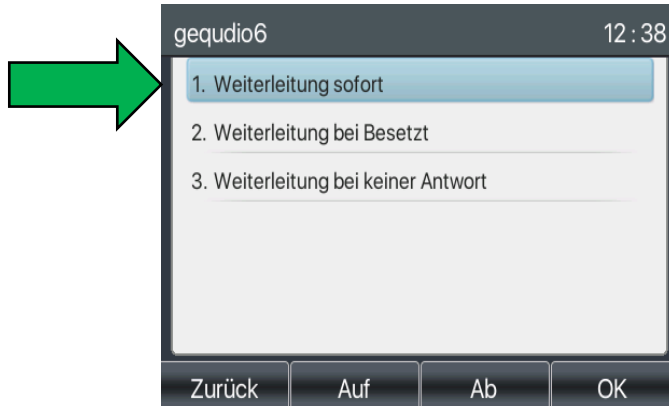 gequdio6 12:38
1. Weiterleitung sofort
2. Weiterleitung bei Besetzt
3. Weiterleitung bei keiner Antwort
Zurück Auf Ab OK